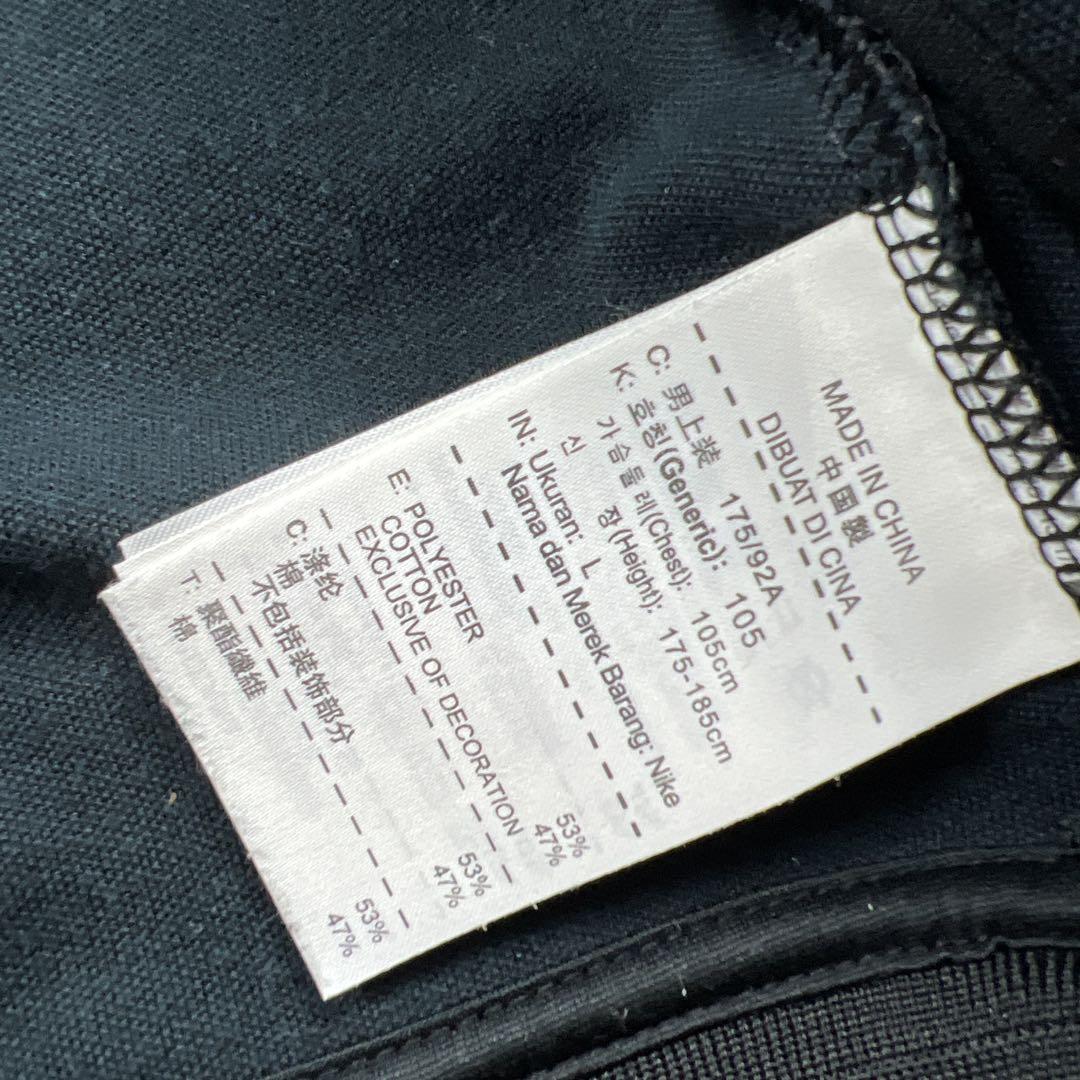 MADE IN CHINA
中国製
DIBUAT DI CINA
C: 男上装 175/92A
K: 호칭(Generic): 105
가슴둘레(Chest): 105cm
신 장(Height): 175-185cm
IN: Ukuran: L
Nama dan Merek Barang: Nike
E: POLYESTER 53%
COTTON 47%
EXCLUSIVE OF DECORATION
C: 涤纶 53%
棉 47%
不包括装饰部分
T: 聚酯纖維 53%
棉 47%